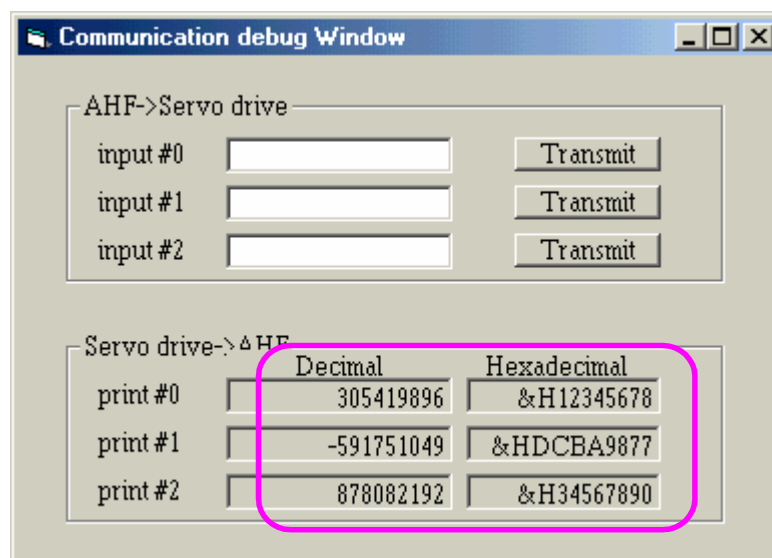 Communication debug Window
AHF->Servo drive
input #0 Transmit
input #1 Transmit
input #2 Transmit
Servo drive->AHF
Decimal Hexadecimal
print #0 305419896 &H12345678
print #1 -591751049 &HDCBA9877
print #2 878082192 &H34567890